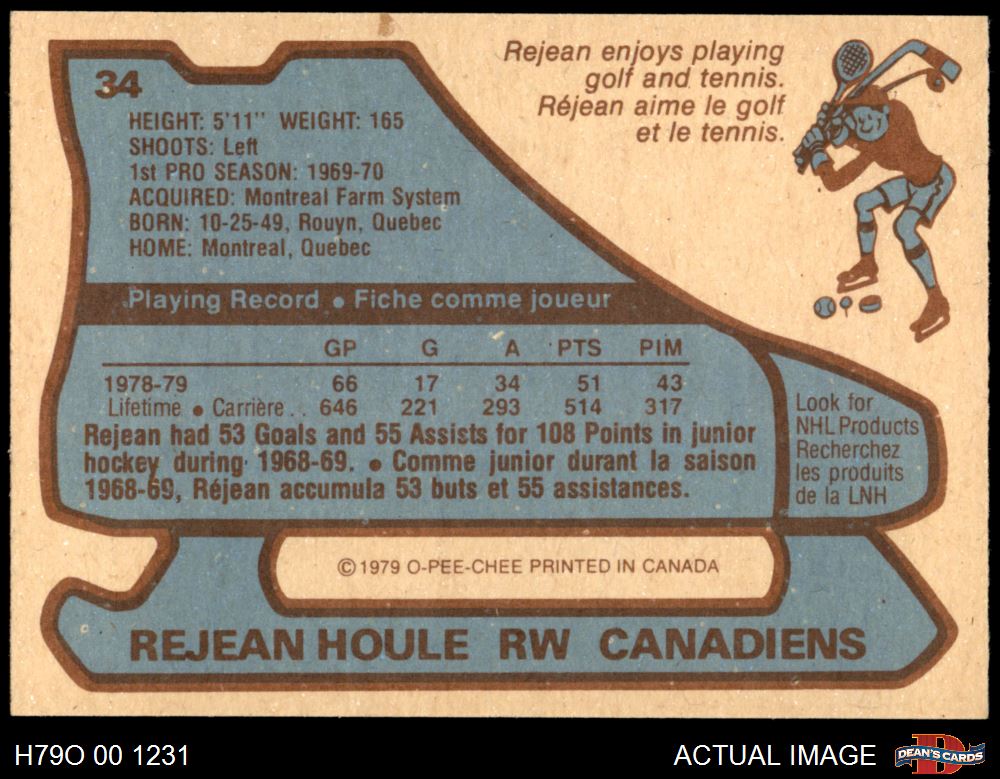 34
Rejean enjoys playing
golf and tennis.
Réjean aime le golf
et le tennis.
HEIGHT: 5'11" WEIGHT: 165
SHOOTS: Left
1st PRO SEASON: 1969-70
ACQUIRED: Montreal Farm System
BORN: 10-25-49, Rouyn, Quebec
HOME: Montreal, Quebec
Playing Record • Fiche comme joueur
GP G A PTS PIM
1978-79 66 17 34 51 43
Lifetime • Carrière . . 646 221 293 514 317
Rejean had 53 Goals and 55 Assists for 108 Points in junior
hockey during 1968-69. • Comme junior durant la saison
1968-69, Réjean accumula 53 buts et 55 assistances.
Look for
NHL Products
Recherchez
les produits
de la LNH
©1979 O-PEE-CHEE PRINTED IN CANADA
REJEAN HOULE RW CANADIENS
H79O 00 1231
ACTUAL IMAGE
D
DEAN'S CARDS